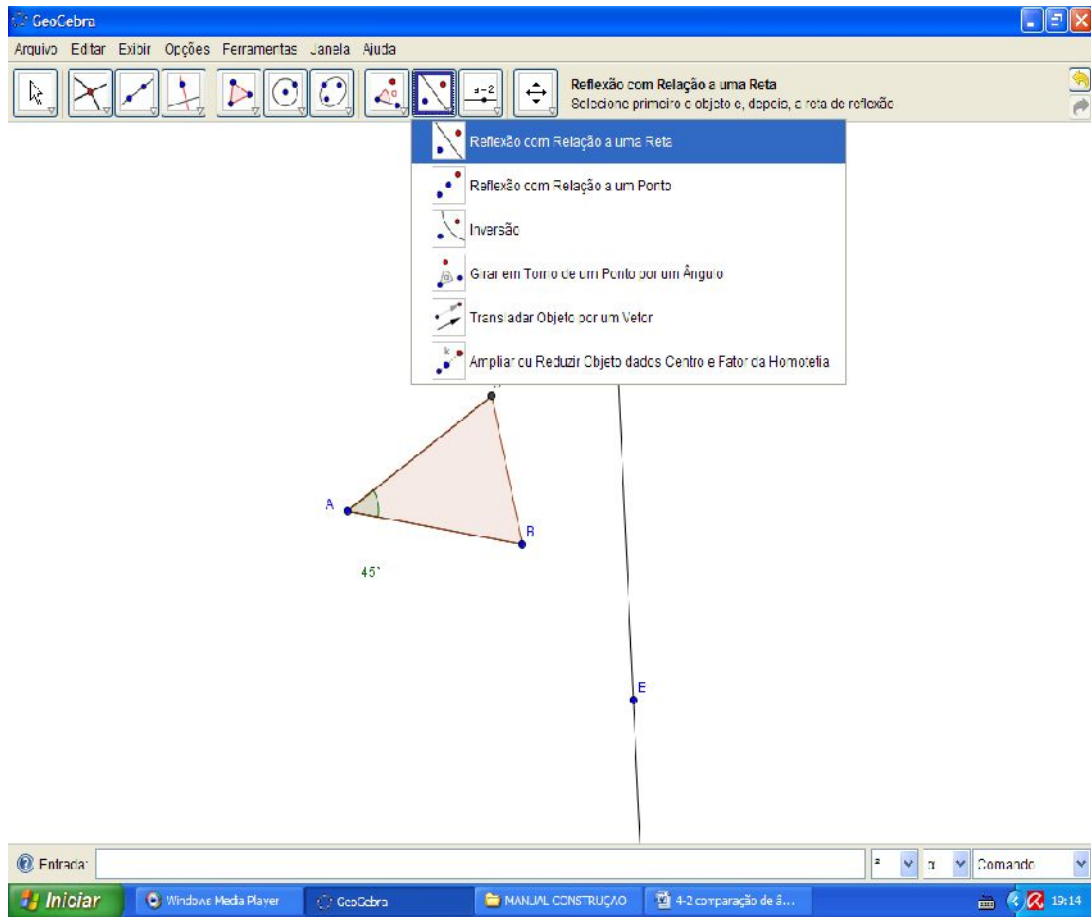 GeoGebra
Arquivo Editar Exibir Opções Ferramentas Janela Ajuda
a=2
Reflexão com Relação a uma Reta
Selecione primeiro o objeto e, depois, a reta de reflexão
Reflexão com Relação a uma Reta
Reflexão com Relação a um Ponto
Inversão
Girar em Torno de um Ponto por um Ângulo
Transladar Objeto por um Vetor
Ampliar ou Reduzir Objeto dados Centro e Fator da Homotetia
A
B
45°
E
Entrada:
²
α
Comando
Iniciar
Windows Media Player
GeoGebra
MANUAL CONSTRUÇAO
4-2 comparação de â...
19:14